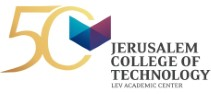 50
JERUSALEM
COLLEGE OF
TECHNOLOGY
LEV ACADEMIC CENTER